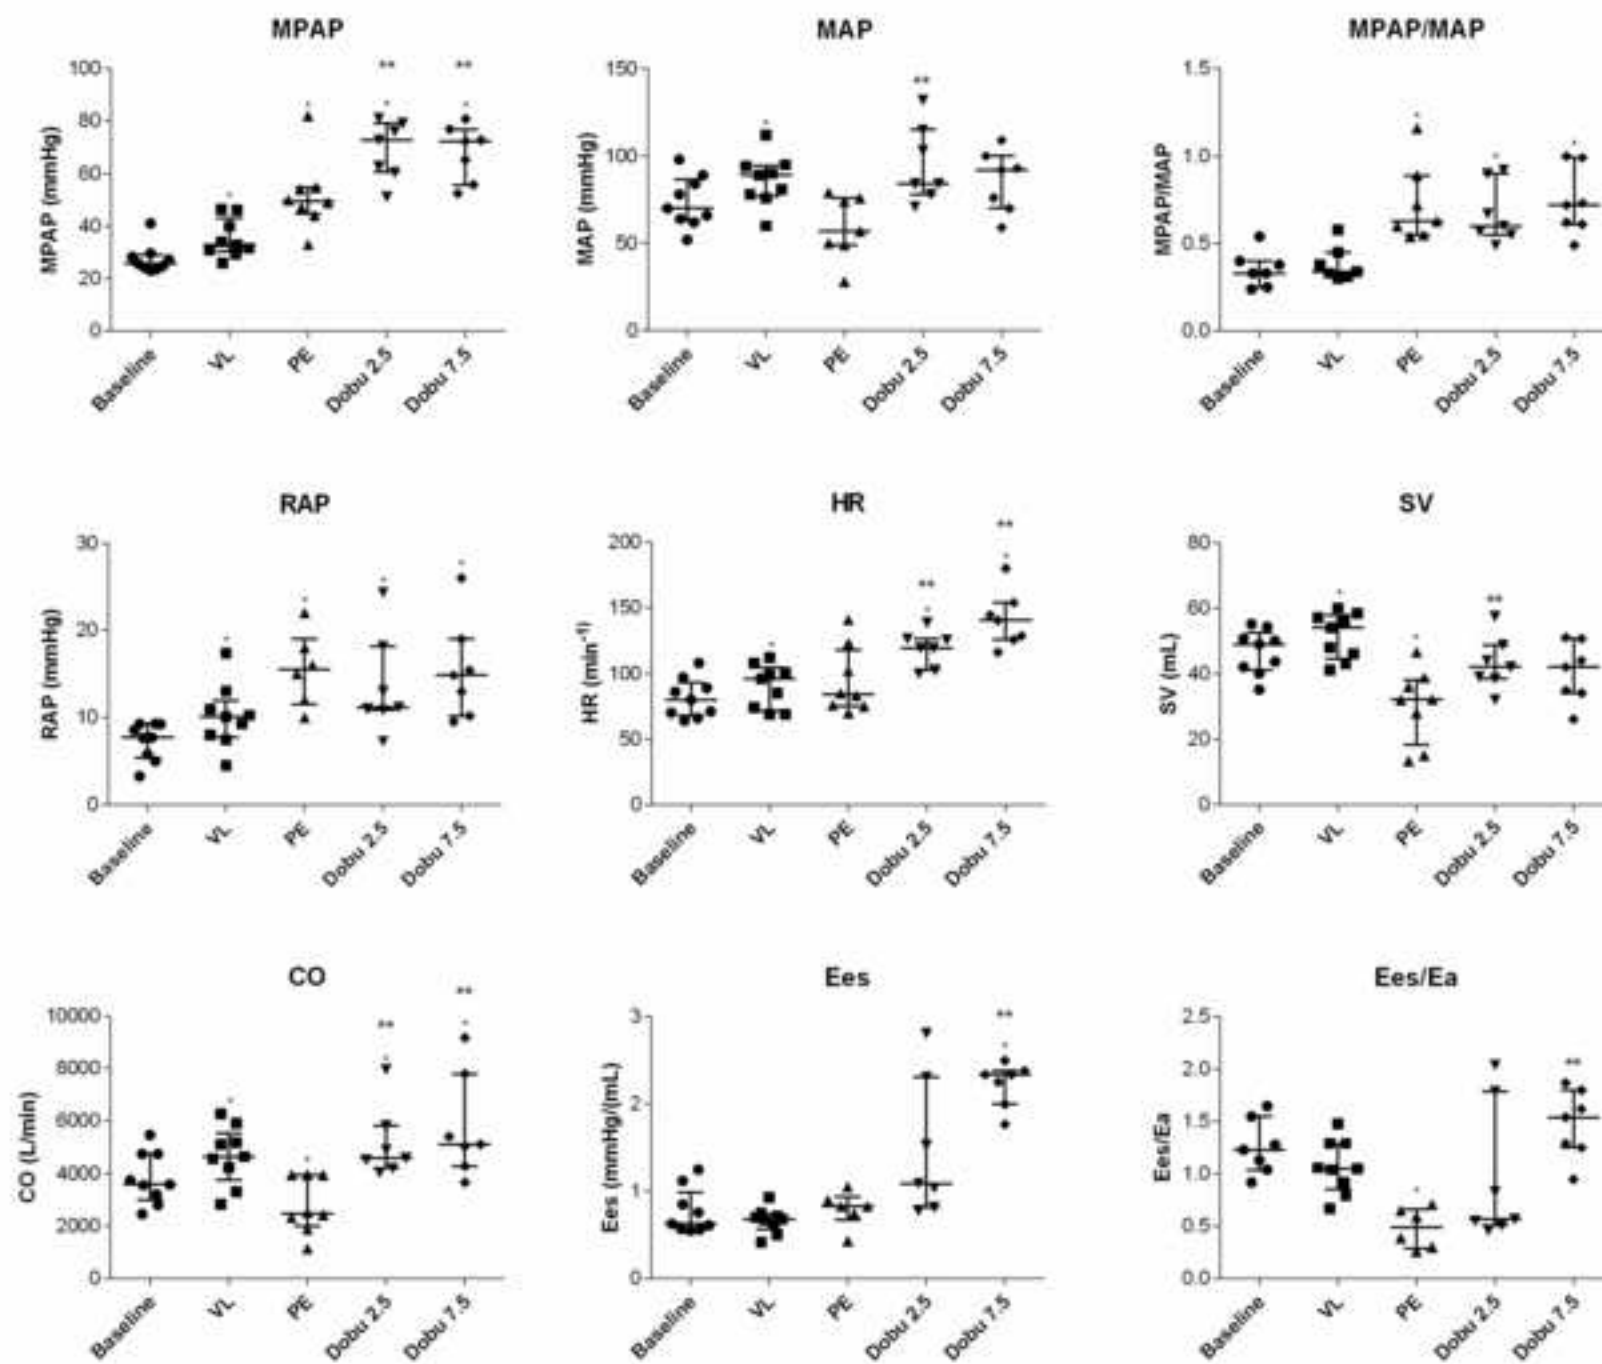 MPAP
MAP
MPAP/MAP
MPAP (mmHg)
100
80
60
40
20
0
* * * ** * **
Baseline
VL
PE
Dobu 2.5
Dobu 7.5
MAP (mmHg)
150
100
50
0
* **
Baseline
VL
PE
Dobu 2.5
Dobu 7.5
MPAP/MAP
1.5
1.0
0.5
0.0
* * *
Baseline
VL
PE
Dobu 2.5
Dobu 7.5
RAP
HR
SV
RAP (mmHg)
30
20
10
0
* * * *
Baseline
VL
PE
Dobu 2.5
Dobu 7.5
HR (min⁻¹)
200
150
100
50
0
* * ** * **
Baseline
VL
PE
Dobu 2.5
Dobu 7.5
SV (mL)
80
60
40
20
0
* * **
Baseline
VL
PE
Dobu 2.5
Dobu 7.5
CO
Ees
Ees/Ea
CO (L/min)
10000
8000
6000
4000
2000
0
* * * ** * **
Baseline
VL
PE
Dobu 2.5
Dobu 7.5
Ees (mmHg/(mL)
3
2
1
0
* **
Baseline
VL
PE
Dobu 2.5
Dobu 7.5
Ees/Ea
2.5
2.0
1.5
1.0
0.5
0.0
* **
Baseline
VL
PE
Dobu 2.5
Dobu 7.5